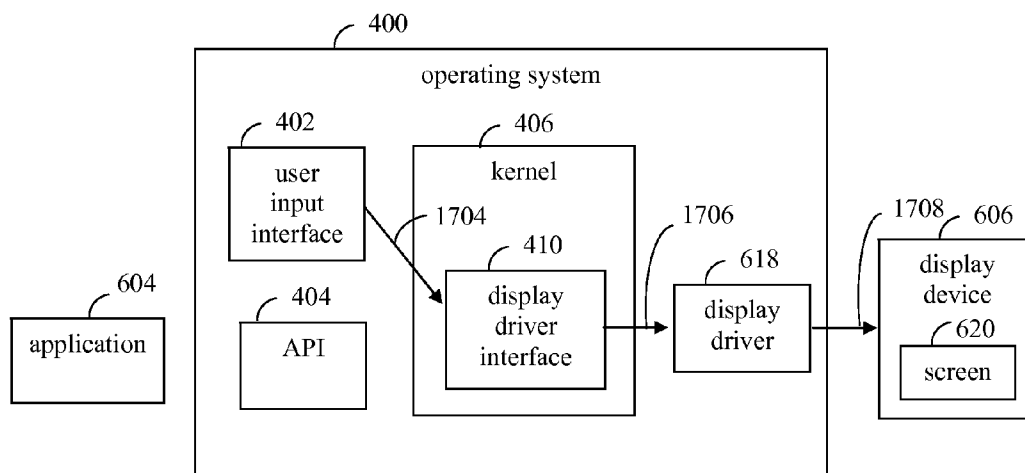 400
operating system
402
user
input
interface
406
kernel
1704
410
display
driver
interface
1706
618
display
driver
1708
606
display
device
620
screen
604
application
404
API